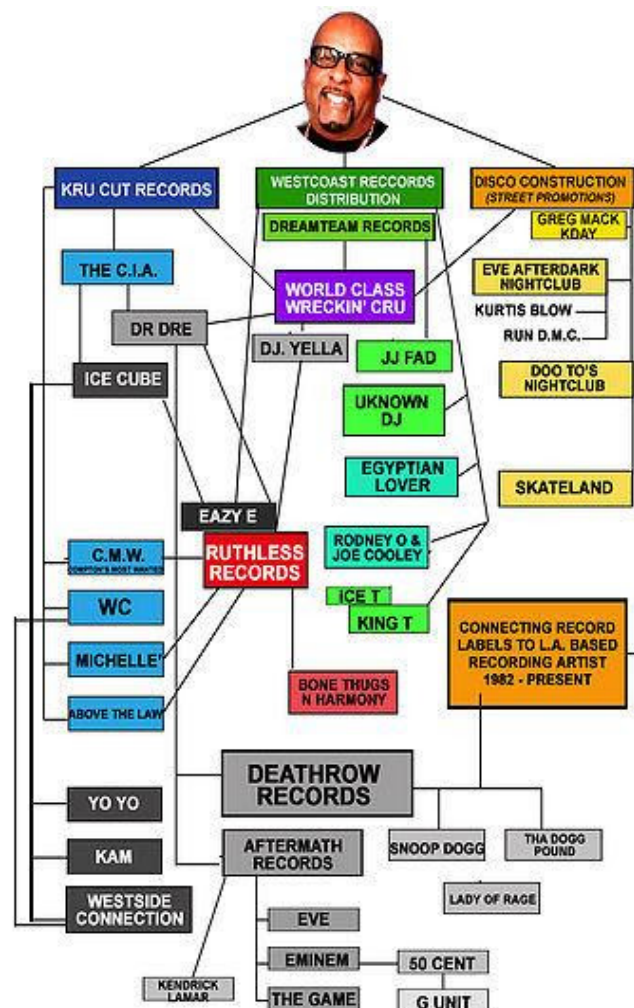 KRU CUT RECORDS
WESTCOAST RECCORDS
DISTRIBUTION
DISCO CONSTRUCTION
(STREET PROMOTIONS)
DREAMTEAM RECORDS
GREG MACK
KDAY
THE C.I.A.
WORLD CLASS
WRECKIN' CRU
EVE AFTERDARK
NIGHTCLUB
KURTIS BLOW
RUN D.M.C.
DR DRE
DJ. YELLA
JJ FAD
ICE CUBE
DOO TO'S
NIGHTCLUB
UKNOWN
DJ
EGYPTIAN
LOVER
SKATELAND
EAZY E
RUTHLESS
RECORDS
RODNEY O &
JOE COOLEY
C.M.W.
COMPTON'S MOST WANTED
WC
ICE T
KING T
CONNECTING RECORD
LABELS TO L.A. BASED
RECORDING ARTIST
1982 - PRESENT
MICHELLE'
BONE THUGS
N HARMONY
ABOVE THE LAW
DEATHROW
RECORDS
YO YO
KAM
AFTERMATH
RECORDS
SNOOP DOGG
THA DOGG
POUND
WESTSIDE
CONNECTION
LADY OF RAGE
EVE
EMINEM
50 CENT
KENDRICK
LAMAR
THE GAME
G UNIT